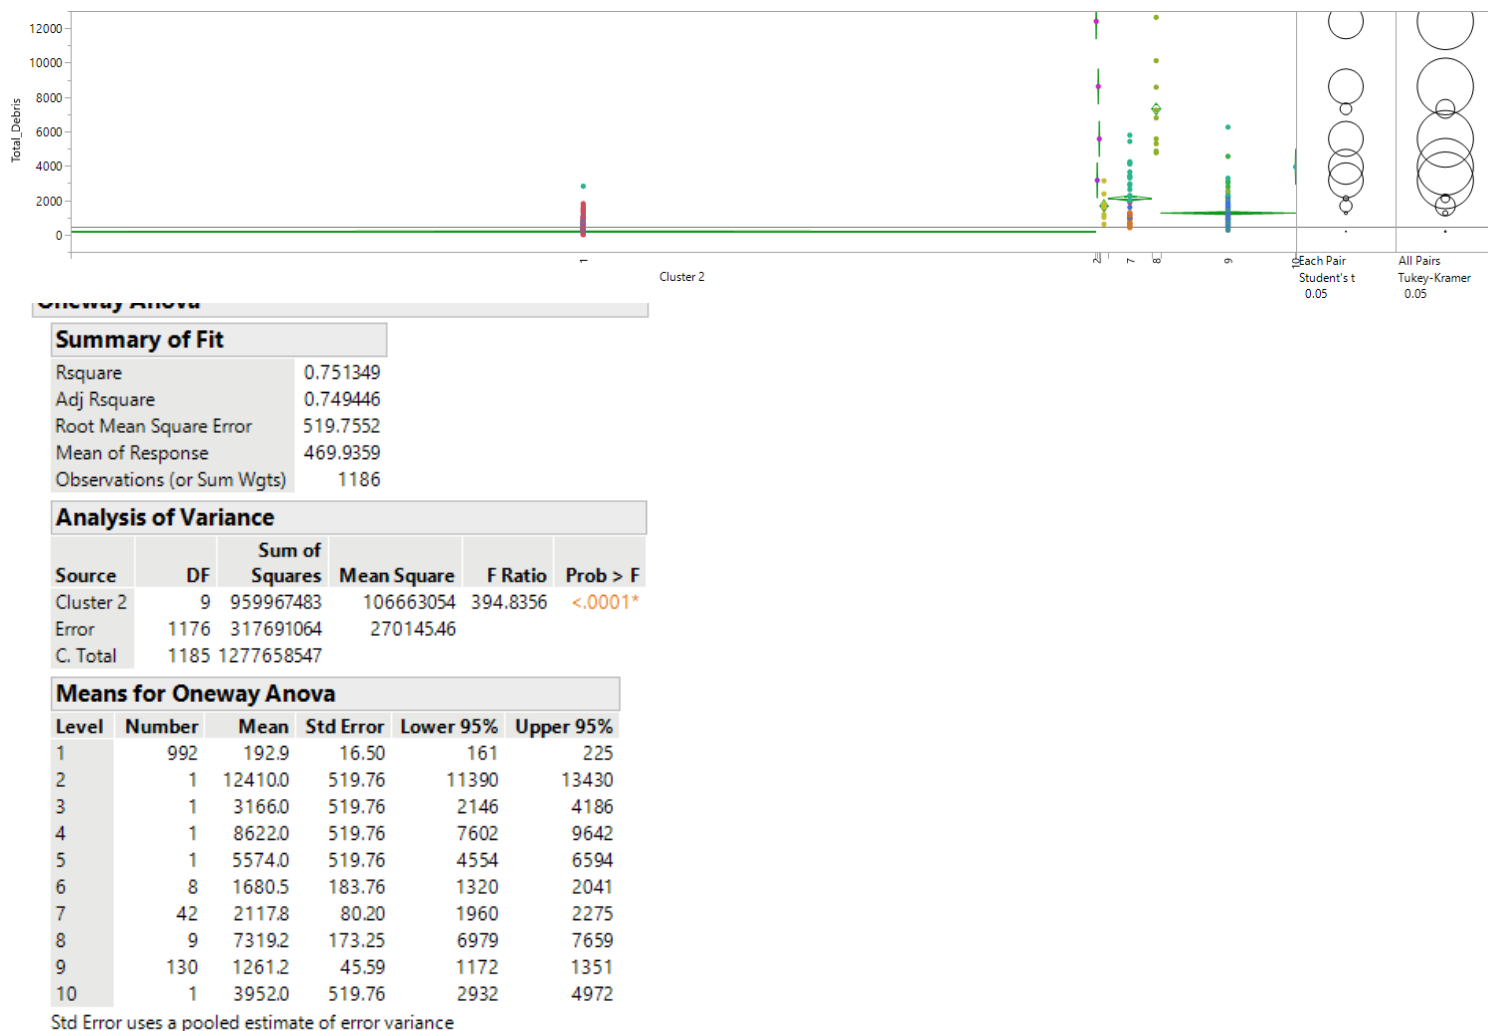 12000
10000
8000
6000
4000
2000
0
Total_Debris
1
2
7
8
9
10
Cluster 2
Each Pair
Student's t
0.05
All Pairs
Tukey-Kramer
0.05
Oneway Anova
Summary of Fit
Rsquare 0.751349
Adj Rsquare 0.749446
Root Mean Square Error 519.7552
Mean of Response 469.9359
Observations (or Sum Wgts) 1186
Analysis of Variance
Sum of
Source DF Squares Mean Square F Ratio Prob > F
Cluster 2 9 959967483 106663054 394.8356 <.0001*
Error 1176 317691064 270145.46
C. Total 1185 1277658547
Means for Oneway Anova
Level Number Mean Std Error Lower 95% Upper 95%
1 992 192.9 16.50 161 225
2 1 12410.0 519.76 11390 13430
3 1 3166.0 519.76 2146 4186
4 1 8622.0 519.76 7602 9642
5 1 5574.0 519.76 4554 6594
6 8 1680.5 183.76 1320 2041
7 42 2117.8 80.20 1960 2275
8 9 7319.2 173.25 6979 7659
9 130 1261.2 45.59 1172 1351
10 1 3952.0 519.76 2932 4972
Std Error uses a pooled estimate of error variance